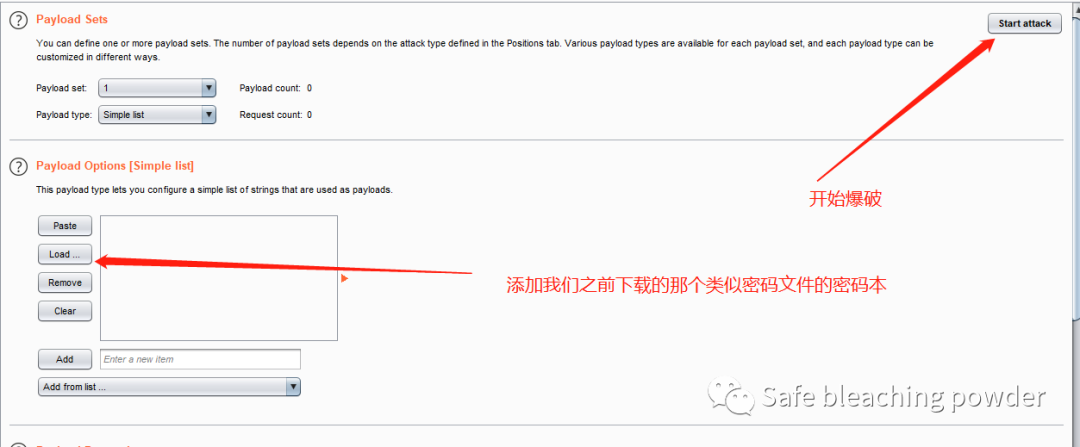 Payload Sets
Start attack
You can define one or more payload sets. The number of payload sets depends on the attack type defined in the Positions tab. Various payload types are available for each payload set, and each payload type can be
customized in different ways.
Payload set: 1 Payload count: 0
Payload type: Simple list Request count: 0
Payload Options [Simple list]
This payload type lets you configure a simple list of strings that are used as payloads.
开始爆破
Paste
Load ...
添加我们之前下载的那个类似密码文件的密码本
Remove
Clear
Add Enter a new item
Add from list ...
Safe bleaching powder